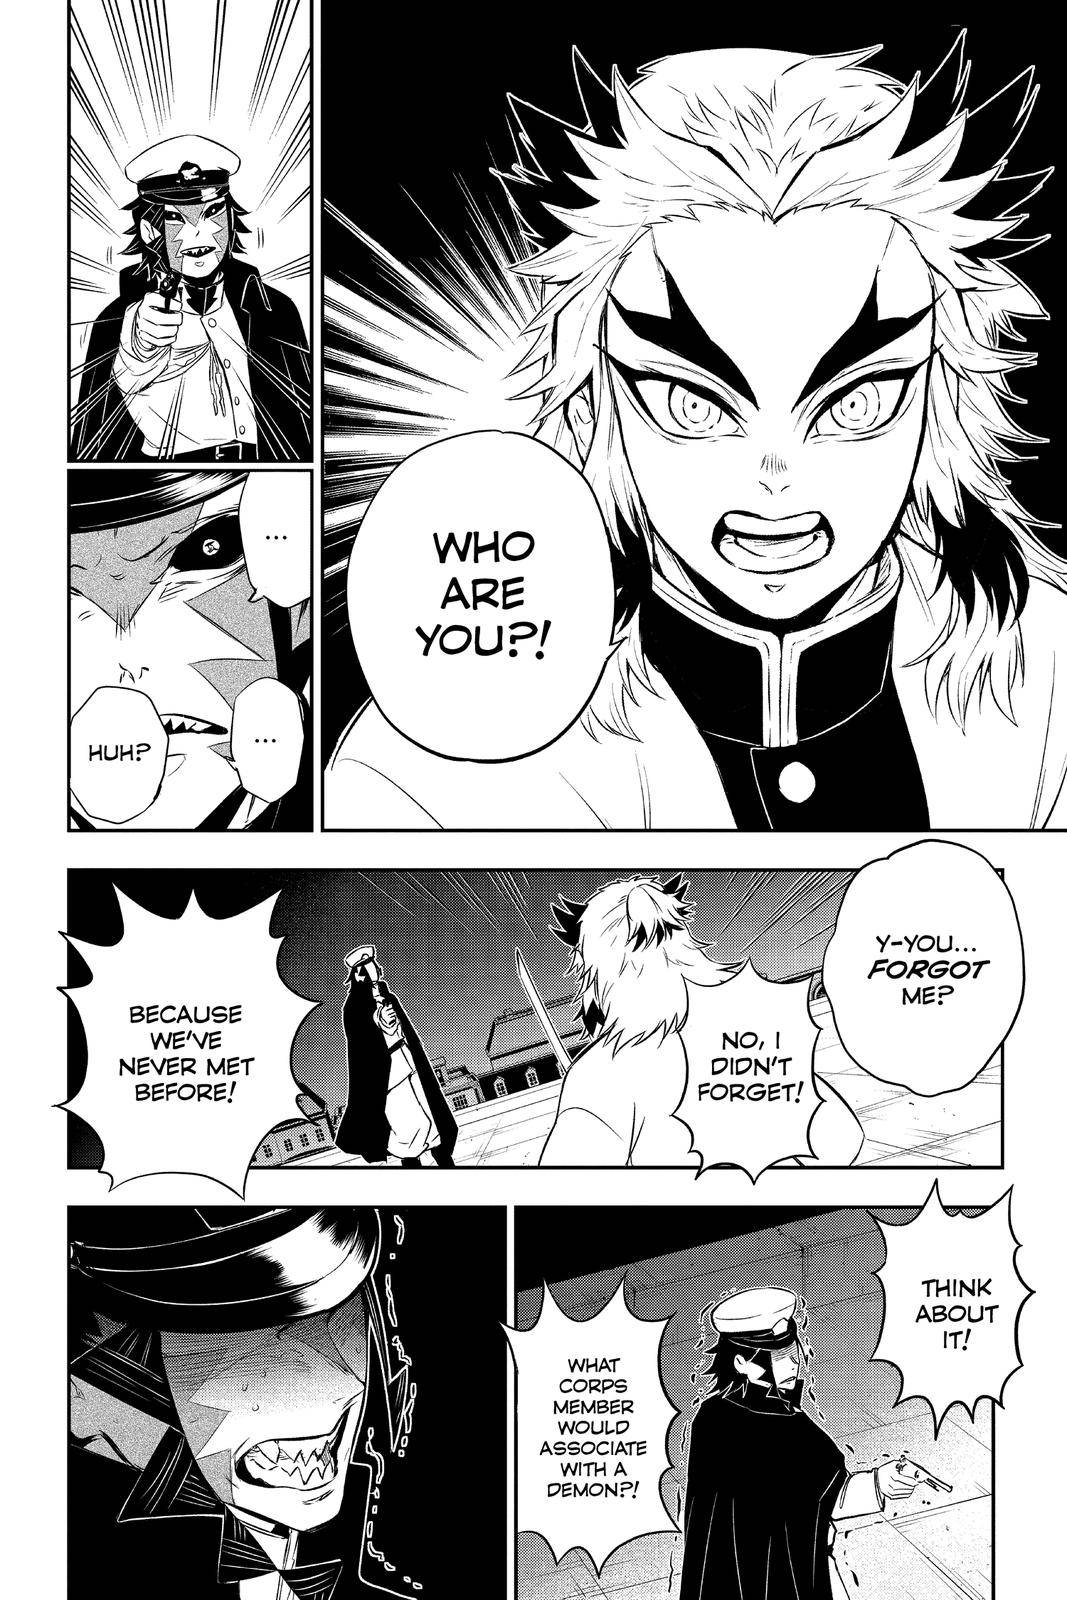 WHO
ARE
YOU?!
...
...
HUH?
Y-YOU...
FORGOT
ME?
NO, I
DIDN'T
FORGET!
BECAUSE
WE'VE
NEVER MET
BEFORE!
THINK
ABOUT
IT!
WHAT
CORPS
MEMBER
WOULD
ASSOCIATE
WITH A
DEMON?!